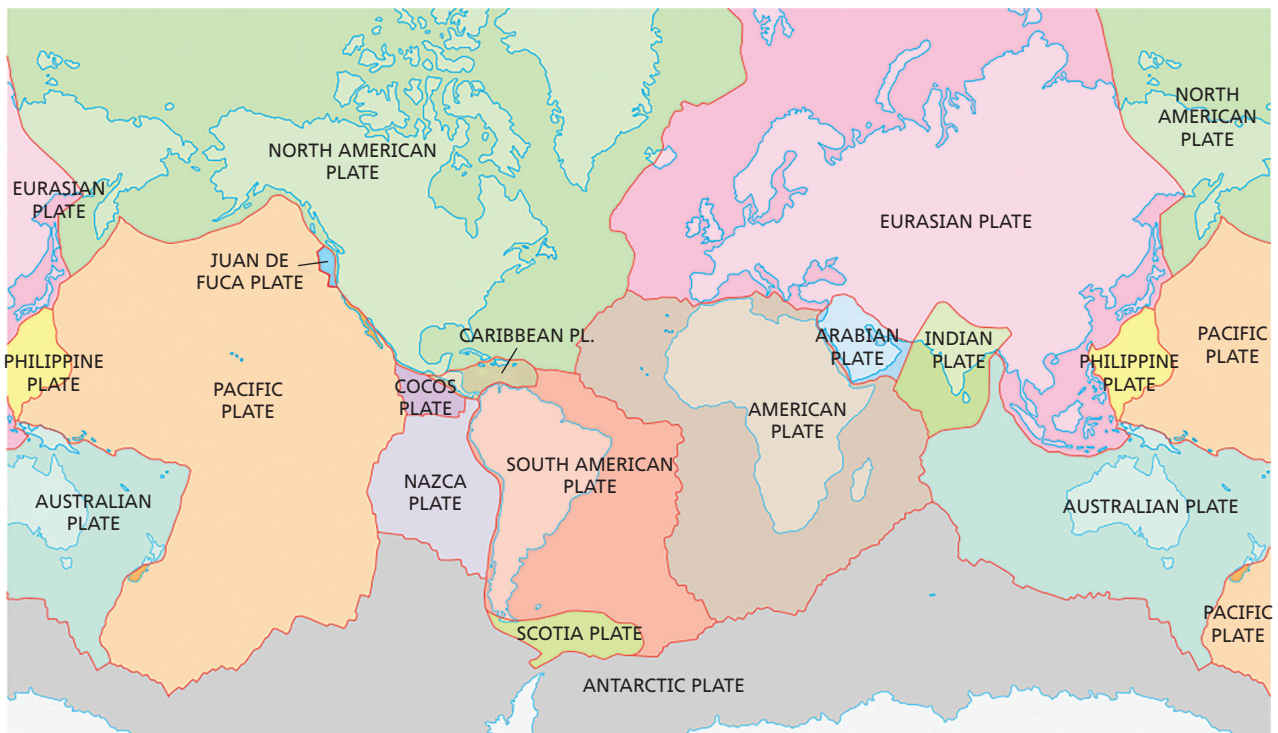 NORTH
AMERICAN
PLATE
NORTH AMERICAN
PLATE
EURASIAN
PLATE
EURASIAN PLATE
JUAN DE
FUCA PLATE
CARIBBEAN PL.
ARABIAN
PLATE
INDIAN
PLATE
PACIFIC
PLATE
PHILIPPINE
PLATE
PHILIPPINE
PLATE
PACIFIC
PLATE
COCOS
PLATE
AMERICAN
PLATE
SOUTH AMERICAN
PLATE
NAZCA
PLATE
AUSTRALIAN
PLATE
AUSTRALIAN PLATE
PACIFIC
PLATE
SCOTIA PLATE
ANTARCTIC PLATE